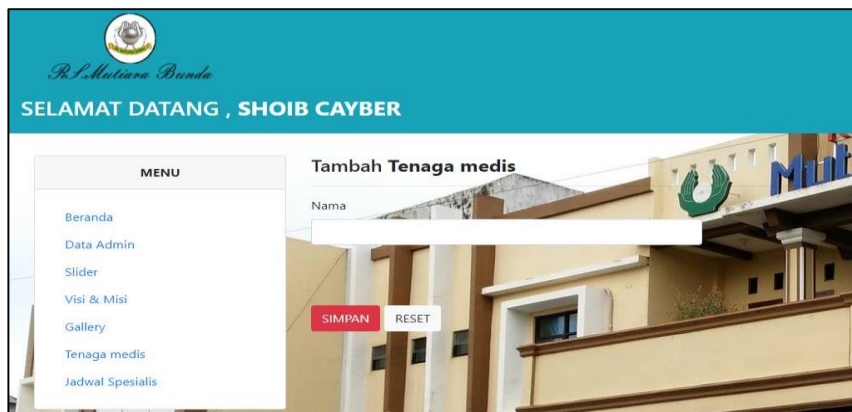 RS Mutiara Bunda
SELAMAT DATANG , SHOIB CAYBER
MENU
Beranda
Data Admin
Slider
Visi & Misi
Gallery
Tenaga medis
Jadwal Spesialis
Tambah Tenaga medis
Nama
SIMPAN RESET